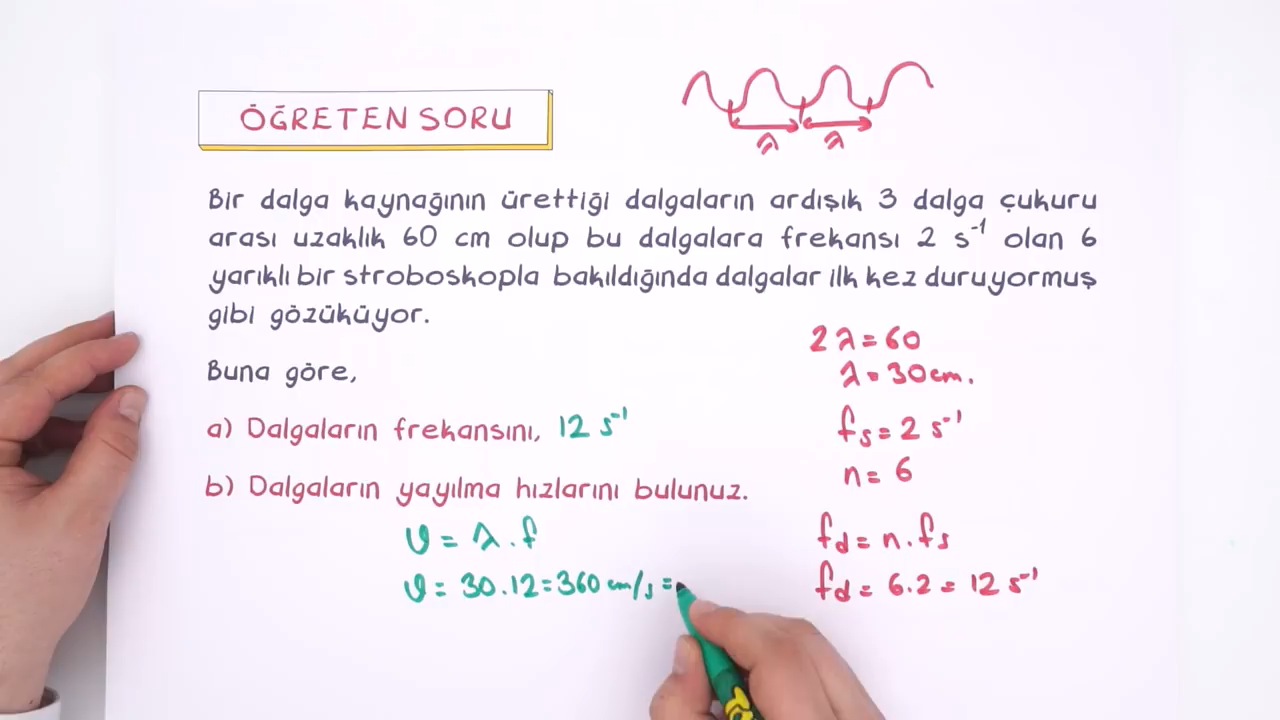 λ λ
ÖĞRETEN SORU
Bir dalga kaynağının ürettiği dalgaların ardışık 3 dalga çukuru
arası uzaklık 60 cm olup bu dalgalara frekansı 2 s⁻¹ olan 6
yarıklı bir stroboskopla bakıldığında dalgalar ilk kez duruyormuş
gibi gözüküyor.
Buna göre,
a) Dalgaların frekansını, 12 s⁻¹
b) Dalgaların yayılma hızlarını bulunuz.
υ = λ . f
υ = 30 . 12 = 360 cm/s =
2λ = 60
λ = 30 cm.
fs = 2 s⁻¹
n = 6
fd = n . fs
fd = 6.2 = 12 s⁻¹